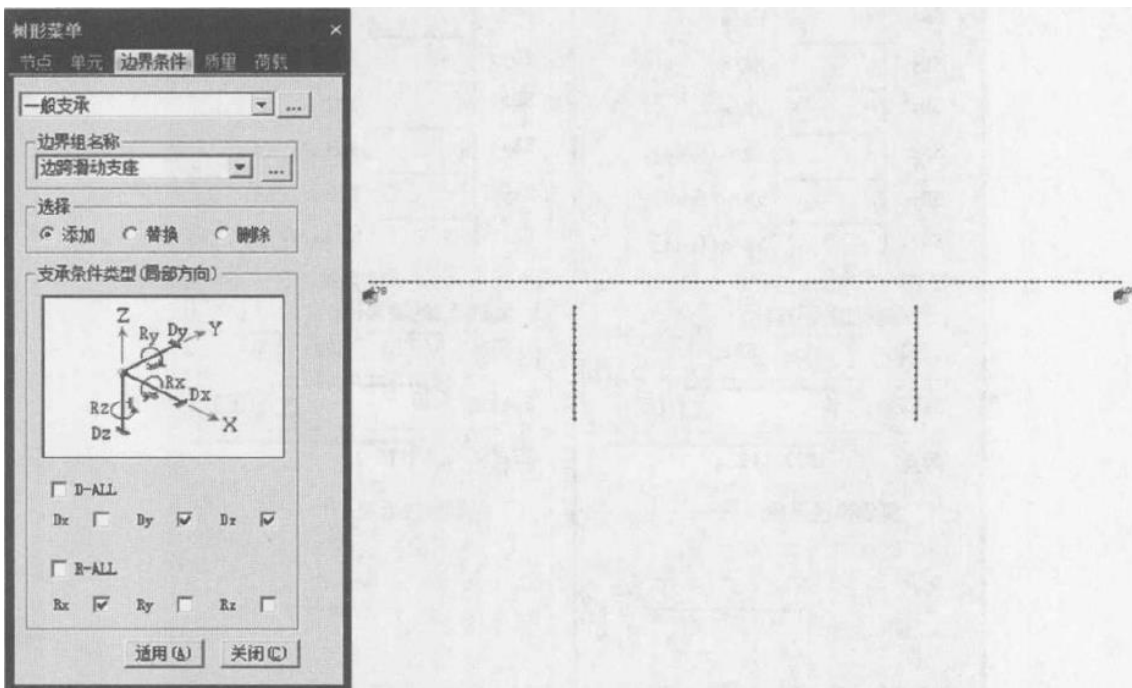 树形菜单 ×
节点 单元 边界条件 质量 荷载
一般支承 ...
边界组名称
边跨滑动支座 ...
选择
添加 替换 删除
支承条件类型(局部方向)
Z
Ry Dy Y
Rx
Dx
Rz
X
Dz
D-ALL
Dx Dy Dz
R-ALL
Rx Ry Rz
适用(A) 关闭(C)